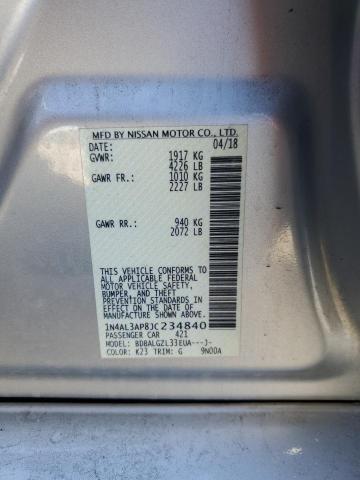 MFD BY NISSAN MOTOR CO., LTD.
DATE: 04/18
GVWR: 1917 KG
4226 LB
GAWR FR.: 1010 KG
2227 LB
GAWR RR.: 940 KG
2072 LB
THIS VEHICLE CONFORMS TO
ALL APPLICABLE FEDERAL
MOTOR VEHICLE SAFETY,
BUMPER, AND THEFT
PREVENTION STANDARDS
IN EFFECT ON THE DATE OF
MANUFACTURE SHOWN ABOVE.
1N4AL3AP8JC234840
PASSENGER CAR 421
MODEL: BDBALGZL33EUA---J-
COLOR: K23 TRIM: G 9N00A